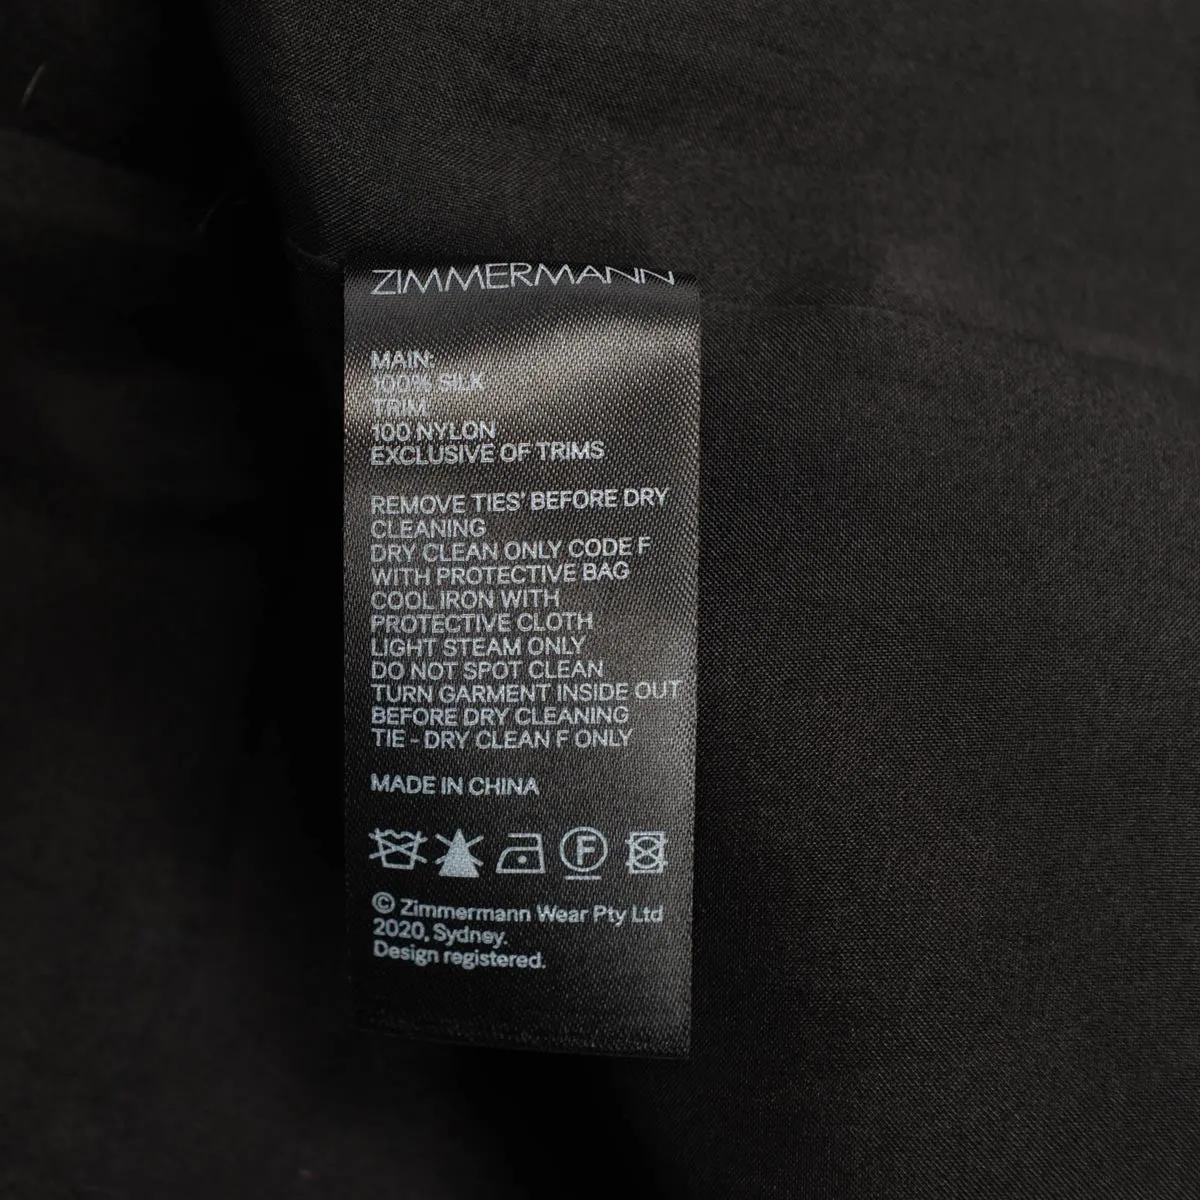 ZIMMERMANN
MAIN:
100% SILK
TRIM
100 NYLON
EXCLUSIVE OF TRIMS
REMOVE TIES' BEFORE DRY
CLEANING
DRY CLEAN ONLY CODE F
WITH PROTECTIVE BAG
COOL IRON WITH
PROTECTIVE CLOTH
LIGHT STEAM ONLY
DO NOT SPOT CLEAN
TURN GARMENT INSIDE OUT
BEFORE DRY CLEANING
TIE - DRY CLEAN F ONLY
MADE IN CHINA
F
© Zimmermann Wear Pty Ltd
2020, Sydney.
Design registered.